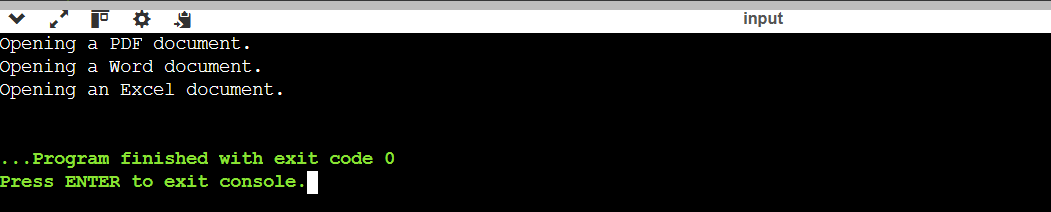 input
Opening a PDF document.
Opening a Word document.
Opening an Excel document.
...Program finished with exit code 0
Press ENTER to exit console.